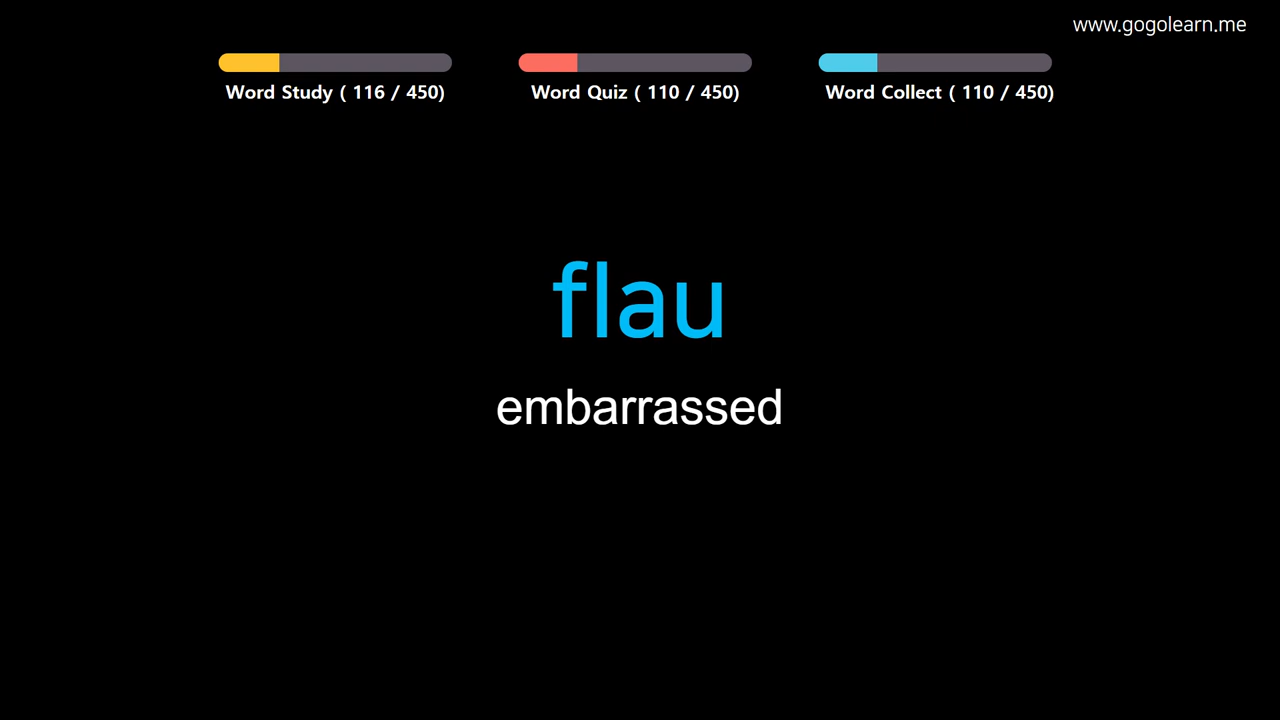 www.gogolearn.me
Word Study ( 116 / 450)
Word Quiz ( 110 / 450)
Word Collect ( 110 / 450)
flau
embarrassed